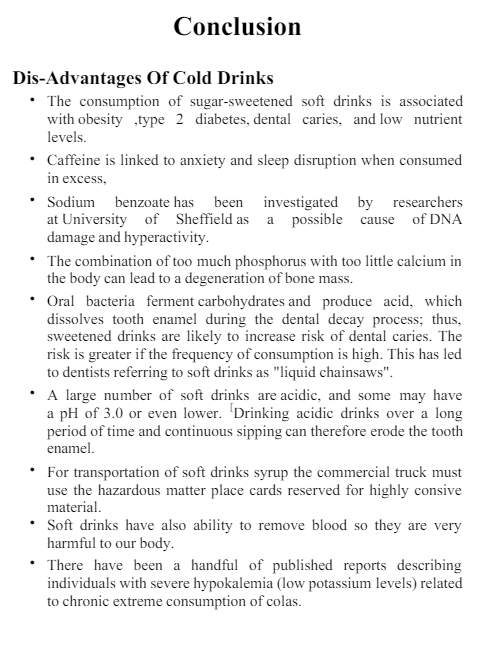 Conclusion
Dis-Advantages Of Cold Drinks
• The consumption of sugar-sweetened soft drinks is associated
with obesity ,type 2 diabetes, dental caries, and low nutrient
levels.
• Caffeine is linked to anxiety and sleep disruption when consumed
in excess,
• Sodium benzoate has been investigated by researchers
at University of Sheffield as a possible cause of DNA
damage and hyperactivity.
• The combination of too much phosphorus with too little calcium in
the body can lead to a degeneration of bone mass.
• Oral bacteria ferment carbohydrates and produce acid, which
dissolves tooth enamel during the dental decay process; thus,
sweetened drinks are likely to increase risk of dental caries. The
risk is greater if the frequency of consumption is high. This has led
to dentists referring to soft drinks as "liquid chainsaws".
• A large number of soft drinks are acidic, and some may have
a pH of 3.0 or even lower. [Drinking acidic drinks over a long
period of time and continuous sipping can therefore erode the tooth
enamel.
• For transportation of soft drinks syrup the commercial truck must
use the hazardous matter place cards reserved for highly consive
material.
• Soft drinks have also ability to remove blood so they are very
harmful to our body.
• There have been a handful of published reports describing
individuals with severe hypokalemia (low potassium levels) related
to chronic extreme consumption of colas.